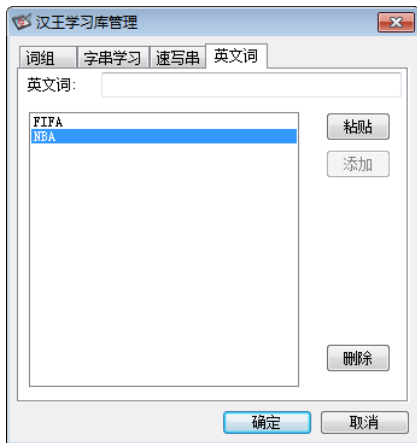 汉王学习库管理
词组 字串学习 速写串 英文词
英文词:
FIFA
NBA
粘贴
添加
删除
确定 取消